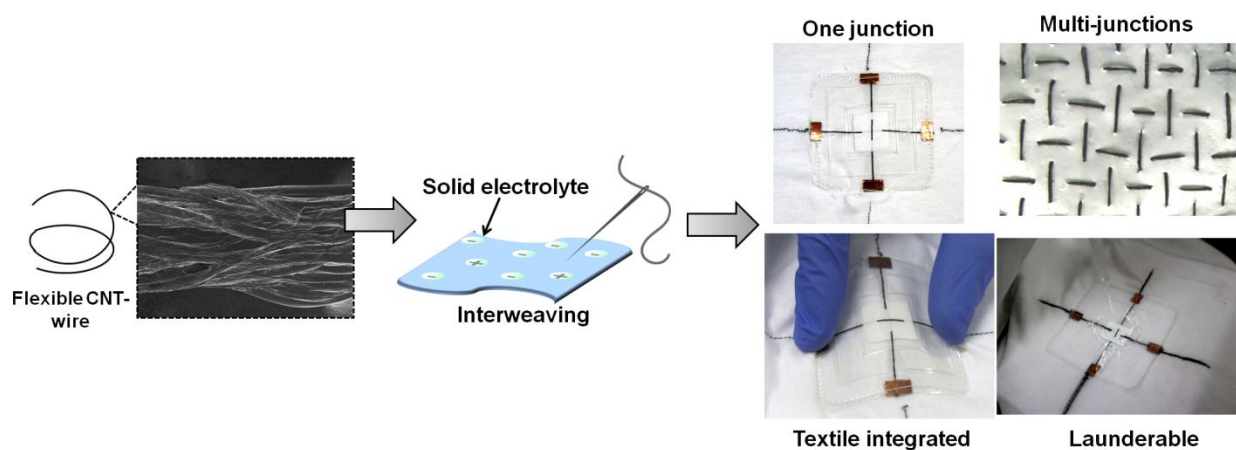 One junction
Multi-junctions
Solid electrolyte
Flexible CNT-
wire
Interweaving
Textile integrated
Launderable